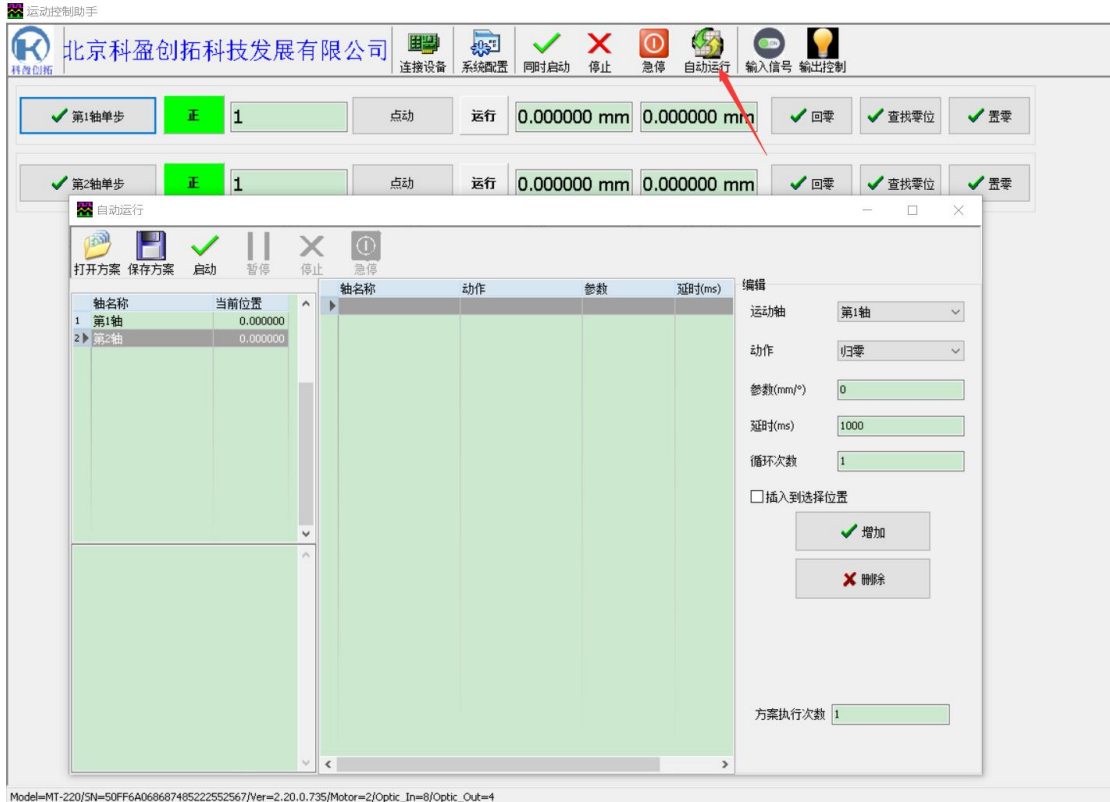 运动控制助手
科盈创拓
北京科盈创拓科技发展有限公司
连接设备 系统配置 同时启动 停止 急停 自动运行 输入信号 输出控制
第1轴单步 正 1 点动 运行 0.000000 mm 0.000000 mm 回零 查找零位 置零
第2轴单步 正 1 点动 运行 0.000000 mm 0.000000 mm 回零 查找零位 置零
自动运行
打开方案 保存方案 启动 暂停 停止 急停
轴名称 当前位置
1 第1轴 0.000000
2 第2轴 0.000000
轴名称 动作 参数 延时(ms)
编辑
运动轴 第1轴
动作 归零
参数(mm/°) 0
延时(ms) 1000
循环次数 1
插入到选择位置
增加
删除
方案执行次数 1
Model=MT-220/SN=50FF6A068687485222552567/Ver=2.20.0.735/Motor=2/Optic_In=8/Optic_Out=4